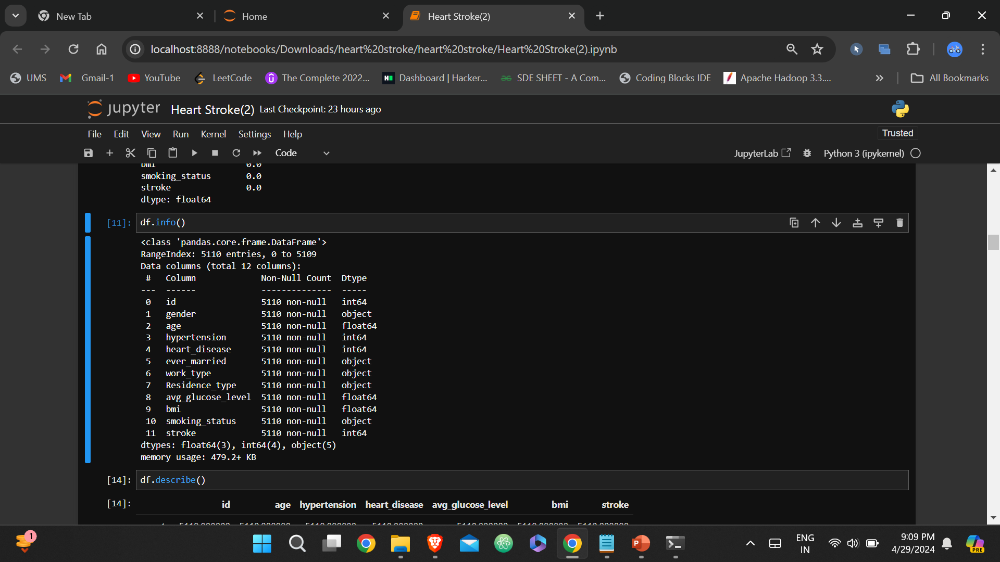 New Tab
Home
Heart Stroke(2)
localhost:8888/notebooks/Downloads/heart%20stroke/heart%20stroke/Heart%20Stroke(2).ipynb
UMS Gmail-1 YouTube LeetCode The Complete 2022... Dashboard | Hacker... SDE SHEET - A Com... Coding Blocks IDE Apache Hadoop 3.3.... » All Bookmarks
jupyter Heart Stroke(2) Last Checkpoint: 23 hours ago
File Edit View Run Kernel Settings Help Trusted
Code JupyterLab Python 3 (ipykernel)
bmi 0.0
smoking_status 0.0
stroke 0.0
dtype: float64
[11]: df.info()
<class 'pandas.core.frame.DataFrame'>
RangeIndex: 5110 entries, 0 to 5109
Data columns (total 12 columns):
# Column Non-Null Count Dtype
--- ------ -------------- -----
0 id 5110 non-null int64
1 gender 5110 non-null object
2 age 5110 non-null float64
3 hypertension 5110 non-null int64
4 heart_disease 5110 non-null int64
5 ever_married 5110 non-null object
6 work_type 5110 non-null object
7 Residence_type 5110 non-null object
8 avg_glucose_level 5110 non-null float64
9 bmi 5110 non-null float64
10 smoking_status 5110 non-null object
11 stroke 5110 non-null int64
dtypes: float64(3), int64(4), object(5)
memory usage: 479.2+ KB
[14]: df.describe()
[14]: id age hypertension heart_disease avg_glucose_level bmi stroke
1
ENG
IN
9:09 PM
4/29/2024
PRE